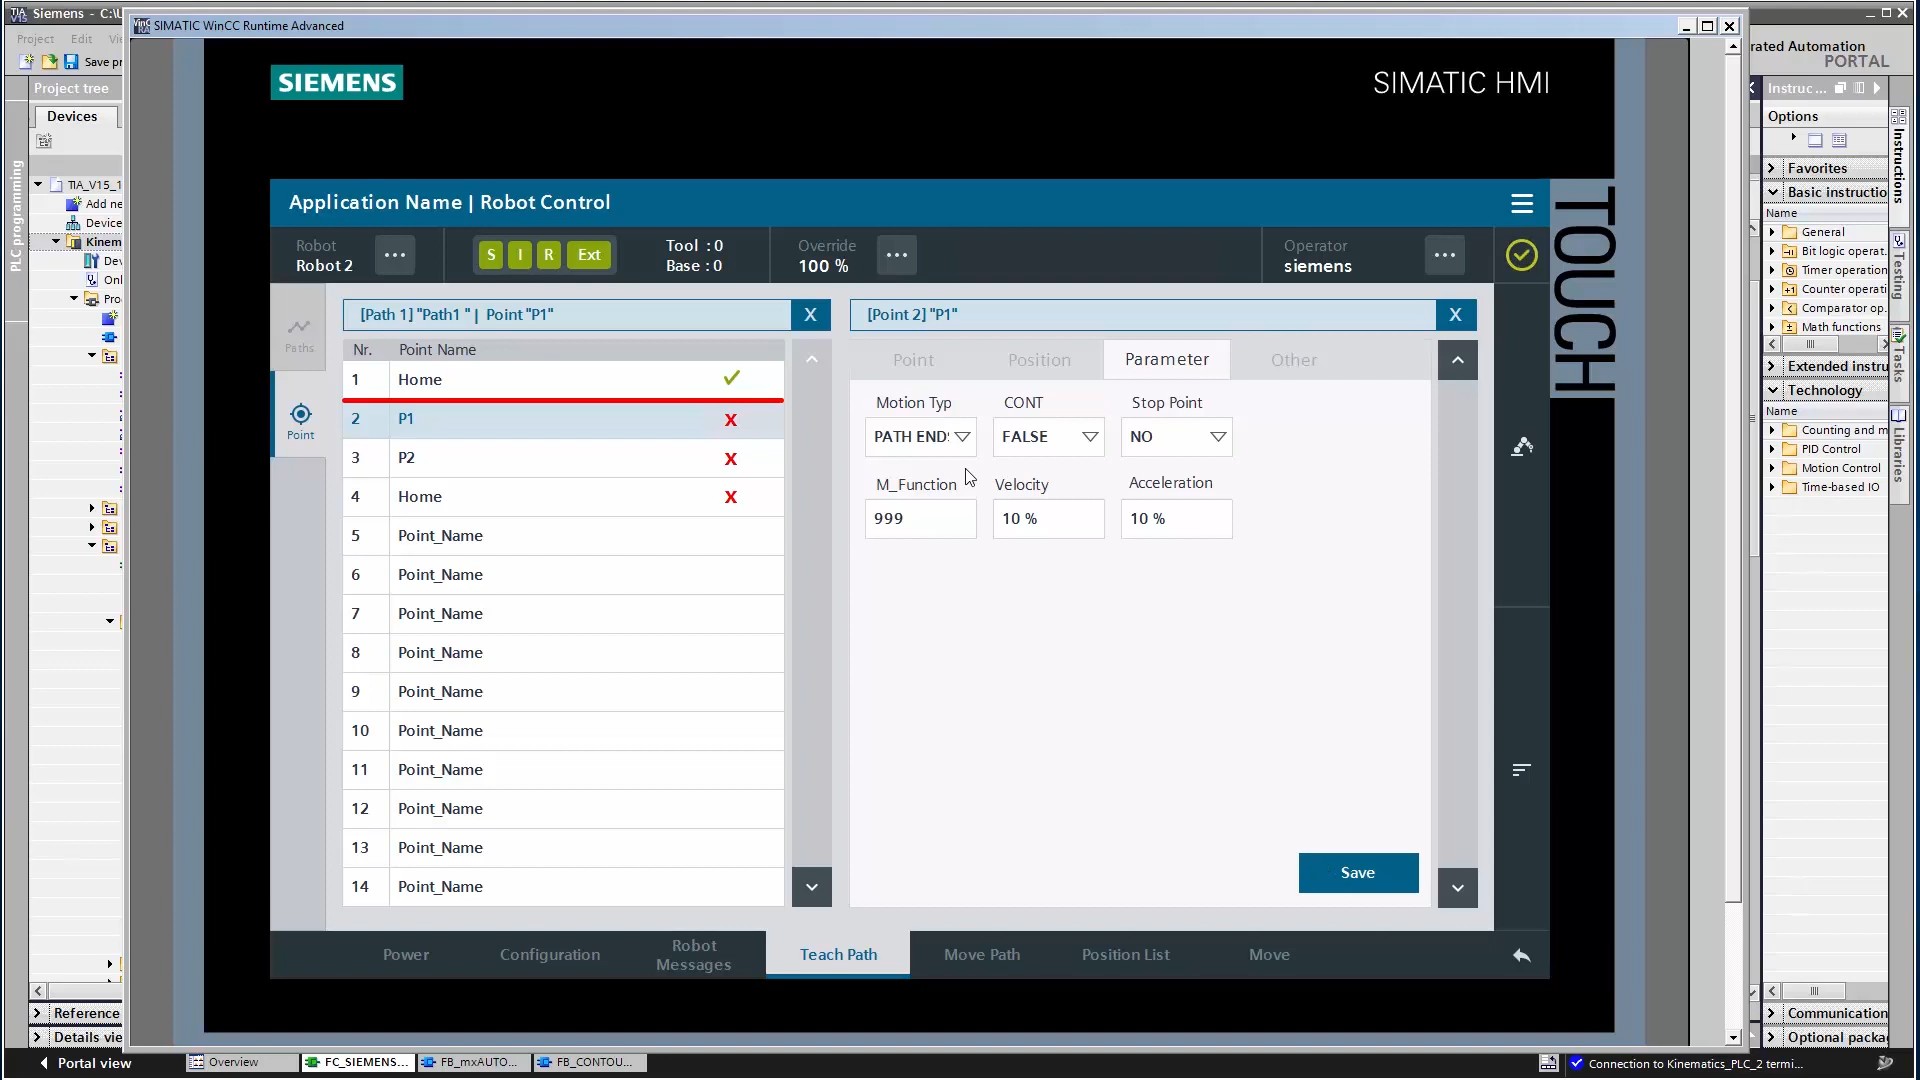 Siemens - C:\U
SIMATIC WinCC Runtime Advanced
Project Edit Vi
Save pr
rated Automation
PORTAL
Project tree
Devices
PLC programming
TIA_V15_1
Add ne
Device
Kinem
Dev
Onl
Pro
Reference
Details vie
SIEMENS
SIMATIC HMI
TOUCH
Application Name | Robot Control
Robot
Robot 2
...
S I R Ext
Tool : 0
Base : 0
Override
100 %
...
Operator
siemens
...
Paths
Point
[Path 1] "Path1 " | Point "P1"
X
Nr. Point Name
1 Home
2 P1 X
3 P2 X
4 Home X
5 Point_Name
6 Point_Name
7 Point_Name
8 Point_Name
9 Point_Name
10 Point_Name
11 Point_Name
12 Point_Name
13 Point_Name
14 Point_Name
[Point 2] "P1"
X
Point Position Parameter Other
Motion Typ CONT Stop Point
PATH END FALSE NO
M_Function Velocity Acceleration
999 10 % 10 %
Save
Power Configuration Robot Messages Teach Path Move Path Position List Move
Instruc ...
Options
Favorites
Basic instructio
Name
General
Bit logic operat.
Timer operation
Counter operati
Comparator op.
Math functions
Extended instru
Technology
Name
Counting and m
PID Control
Motion Control
Time-based IO
Communication
Optional packag
Instructions
Testing
Tasks
Libraries
Portal view
Overview
FC_SIEMENS...
FB_mxAUTO...
FB_CONTOU...
Connection to Kinematics_PLC_2 termi...